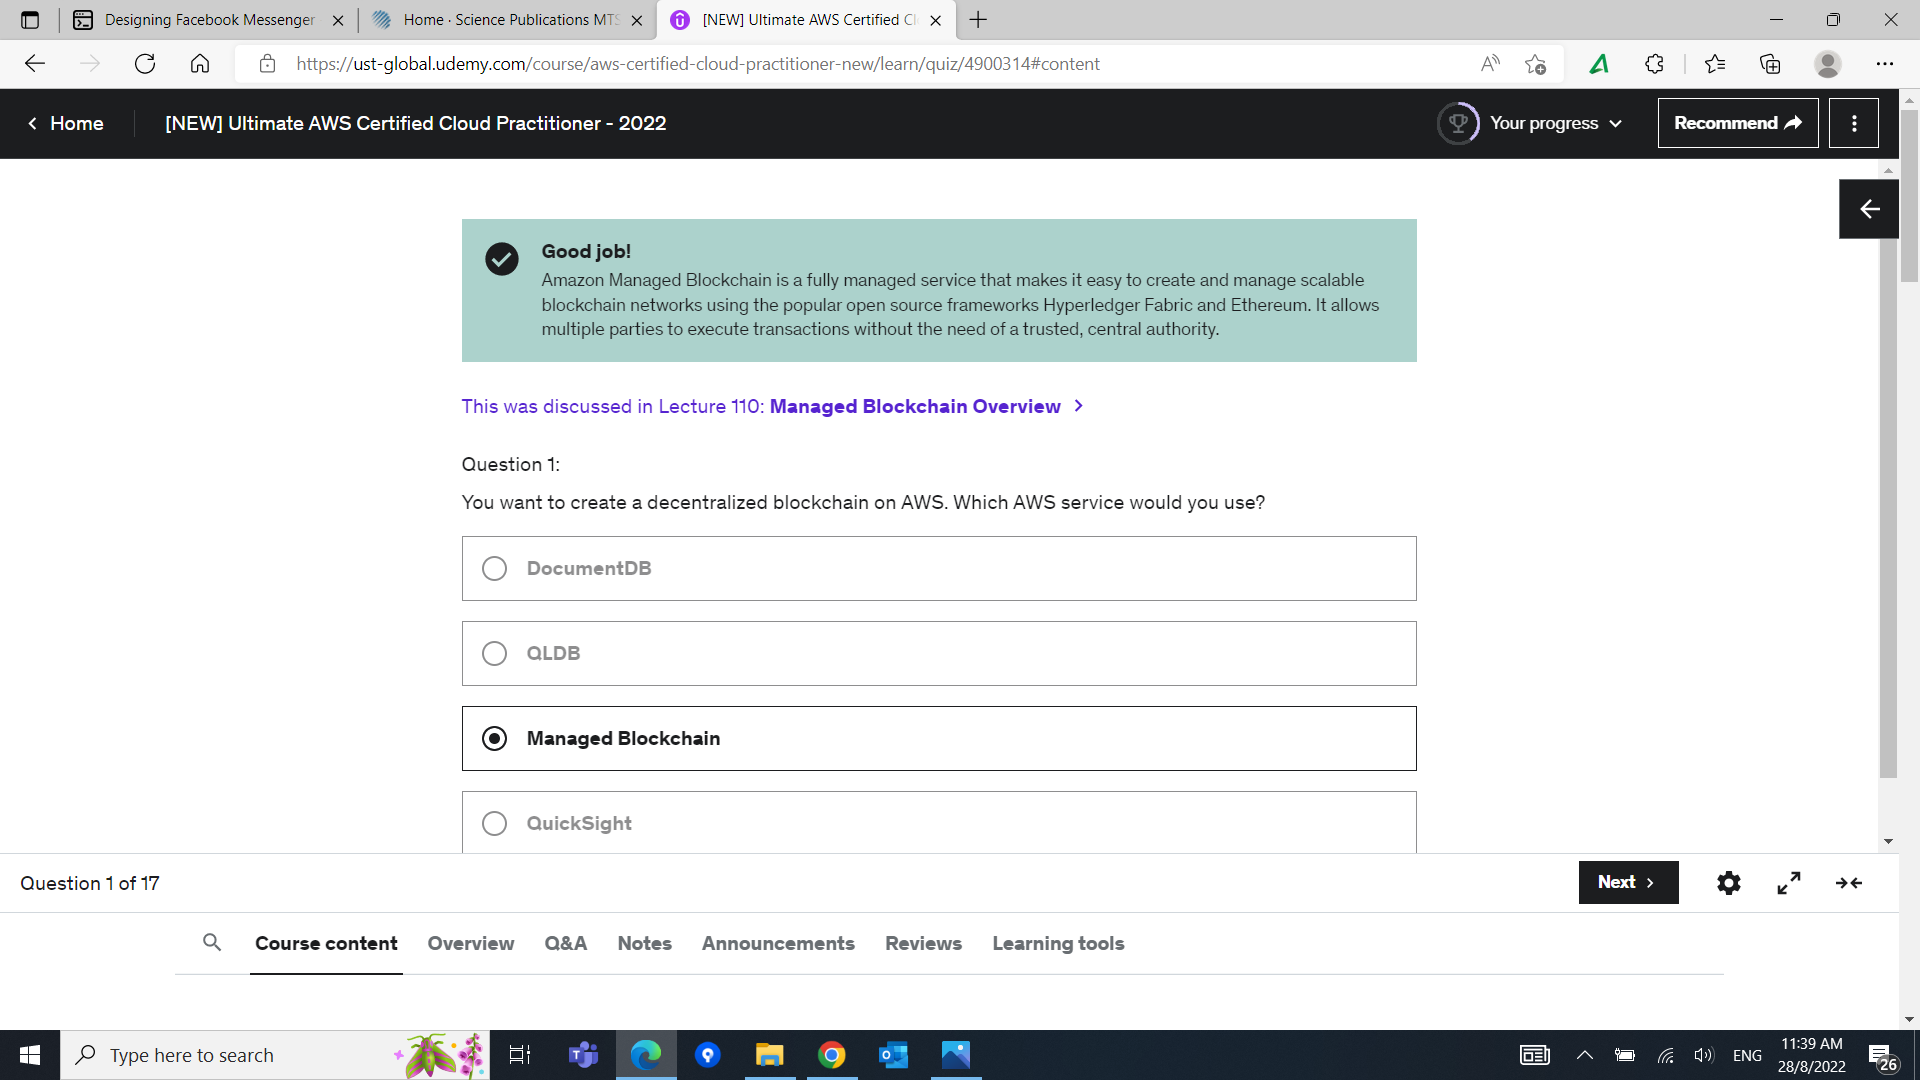 Designing Facebook Messenger
Home · Science Publications MTS
[NEW] Ultimate AWS Certified Cl
https://ust-global.udemy.com/course/aws-certified-cloud-practitioner-new/learn/quiz/4900314#content
Home
[NEW] Ultimate AWS Certified Cloud Practitioner - 2022
Your progress
Recommend
Good job!
Amazon Managed Blockchain is a fully managed service that makes it easy to create and manage scalable
blockchain networks using the popular open source frameworks Hyperledger Fabric and Ethereum. It allows
multiple parties to execute transactions without the need of a trusted, central authority.
This was discussed in Lecture 110: Managed Blockchain Overview
Question 1:
You want to create a decentralized blockchain on AWS. Which AWS service would you use?
DocumentDB
QLDB
Managed Blockchain
QuickSight
Question 1 of 17
Next
Course content Overview Q&A Notes Announcements Reviews Learning tools
Type here to search
ENG
11:39 AM
28/8/2022
26